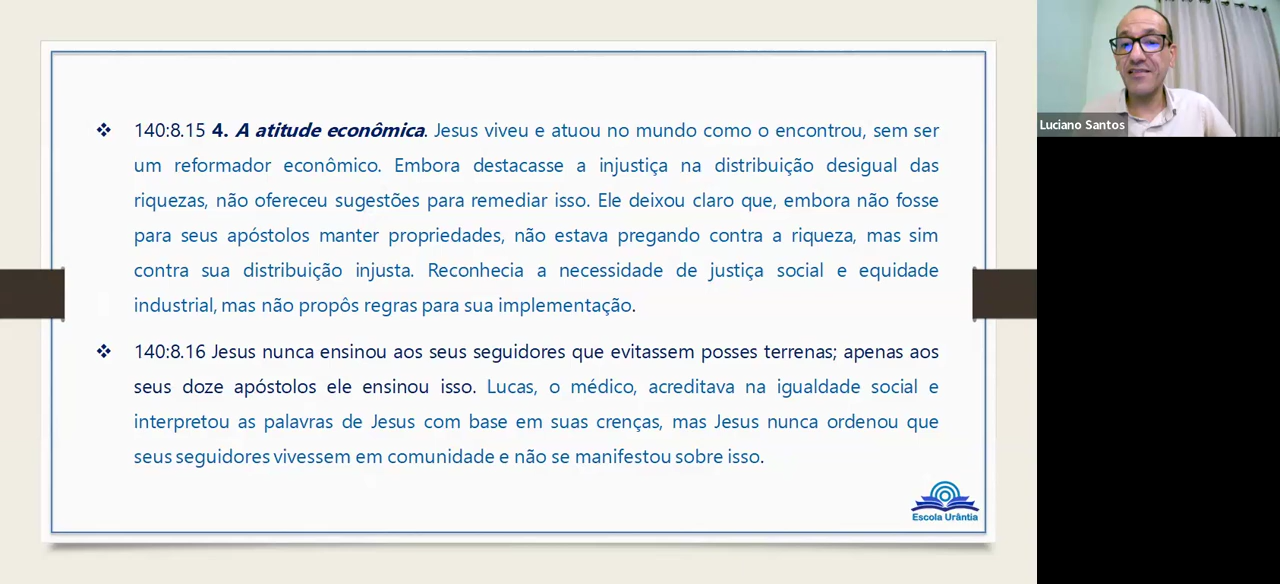 ❖ 140:8.15 4. A atitude econômica. Jesus viveu e atuou no mundo como o encontrou, sem ser
um reformador econômico. Embora destacasse a injustiça na distribuição desigual das
riquezas, não ofereceu sugestões para remediar isso. Ele deixou claro que, embora não fosse
para seus apóstolos manter propriedades, não estava pregando contra a riqueza, mas sim
contra sua distribuição injusta. Reconhecia a necessidade de justiça social e equidade
industrial, mas não propôs regras para sua implementação.
❖ 140:8.16 Jesus nunca ensinou aos seus seguidores que evitassem posses terrenas; apenas aos
seus doze apóstolos ele ensinou isso. Lucas, o médico, acreditava na igualdade social e
interpretou as palavras de Jesus com base em suas crenças, mas Jesus nunca ordenou que
seus seguidores vivessem em comunidade e não se manifestou sobre isso.
Escola Urântia
Luciano Santos